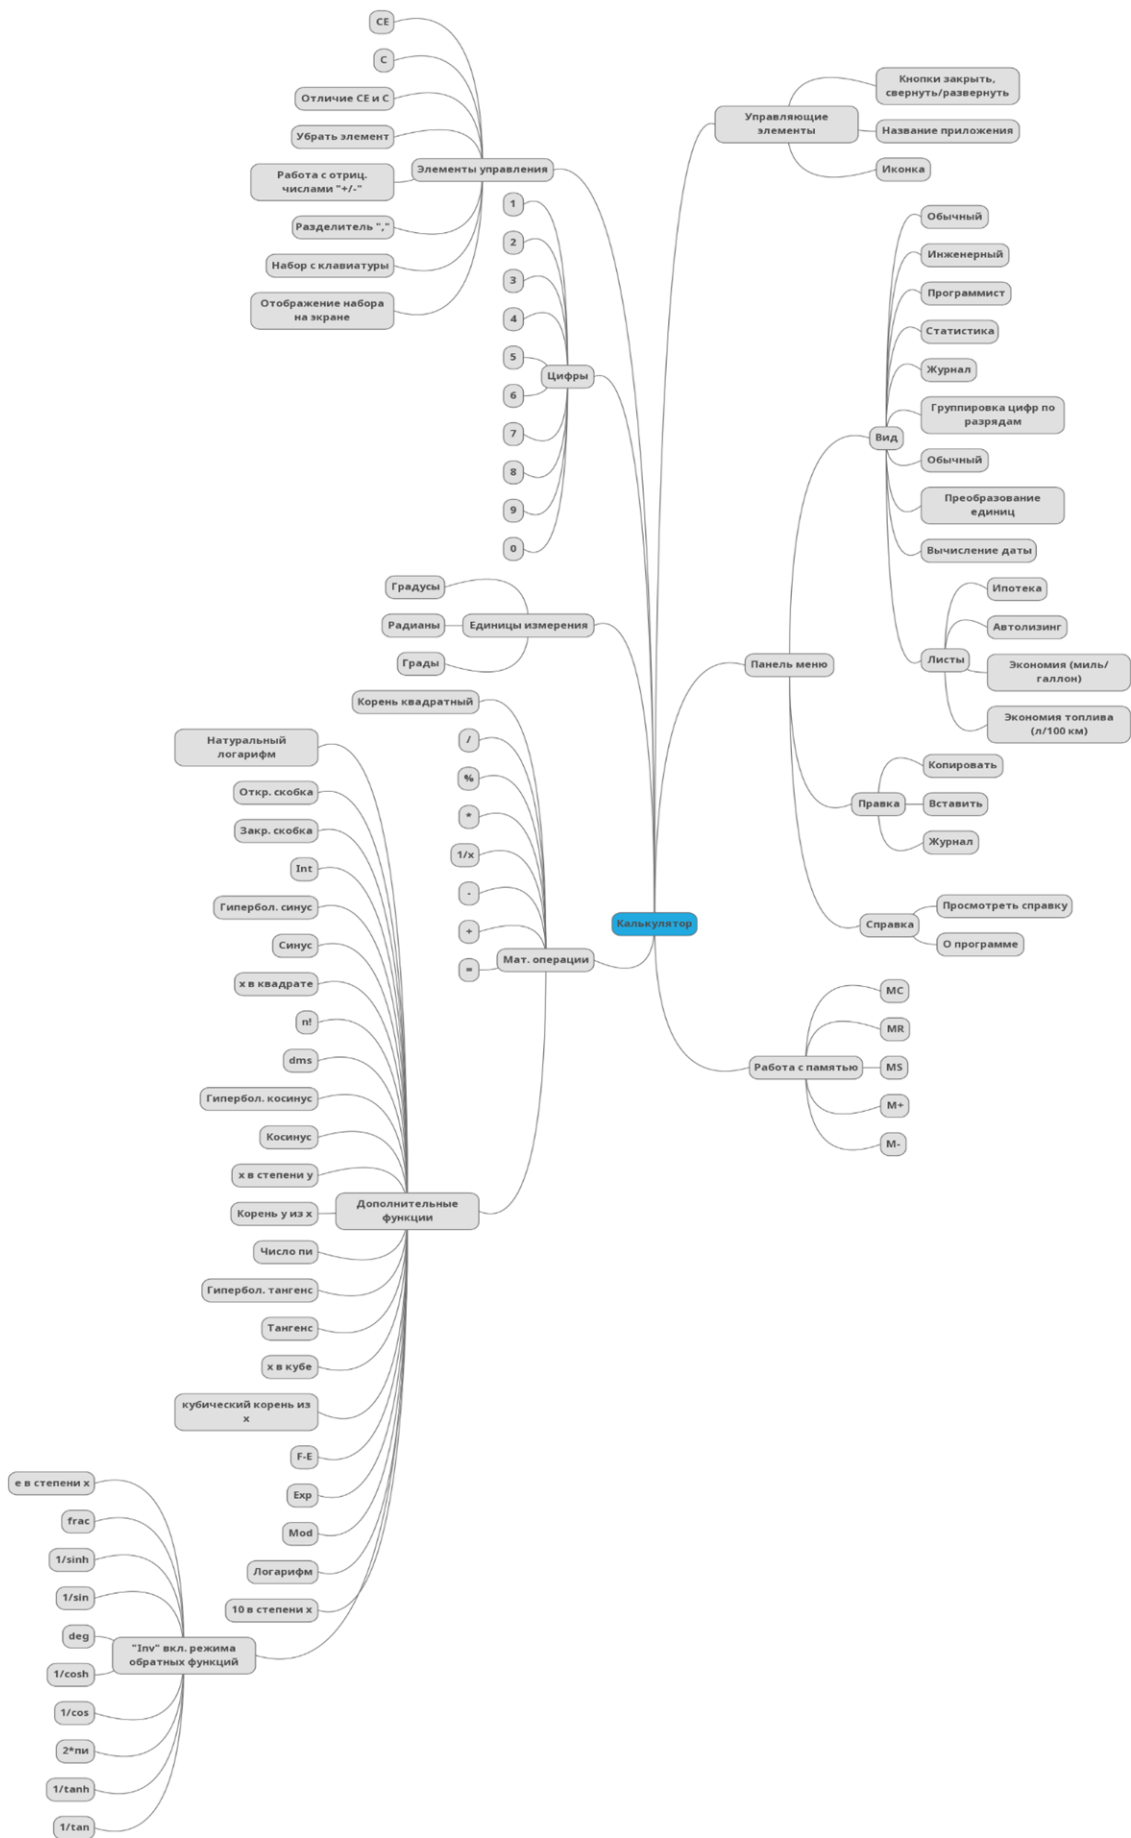 CE
C
Отличие CE и C
Убрать элемент
Работа с отриц.
числами "+/-"
Разделитель ","
Набор с клавиатуры
Отображение набора
на экране
Элементы управления
1
2
3
4
5
6
7
8
9
0
Цифры
Градусы
Радианы
Грады
Единицы измерения
Корень квадратный
/
%
*
1/x
-
+
=
Мат. операции
Натуральный
логарифм
Откр. скобка
Закр. скобка
Int
Гипербол. синус
Синус
x в квадрате
n!
dms
Гипербол. косинус
Косинус
x в степени y
Корень y из x
Число пи
Гипербол. тангенс
Тангенс
x в кубе
кубический корень из
x
F-E
Exp
Mod
Логарифм
10 в степени x
Дополнительные
функции
e в степени x
frac
1/sinh
1/sin
deg
1/cosh
1/cos
2*пи
1/tanh
1/tan
"Inv" вкл. режима
обратных функций
Калькулятор
Управляющие
элементы
Кнопки закрыть,
свернуть/развернуть
Название приложения
Иконка
Панель меню
Вид
Обычный
Инженерный
Программист
Статистика
Журнал
Группировка цифр по
разрядам
Обычный
Преобразование
единиц
Вычисление даты
Листы
Ипотека
Автолизинг
Экономия (миль/
галлон)
Экономия топлива
(л/100 км)
Правка
Копировать
Вставить
Журнал
Справка
Просмотреть справку
О программе
Работа с памятью
MC
MR
MS
M+
M-